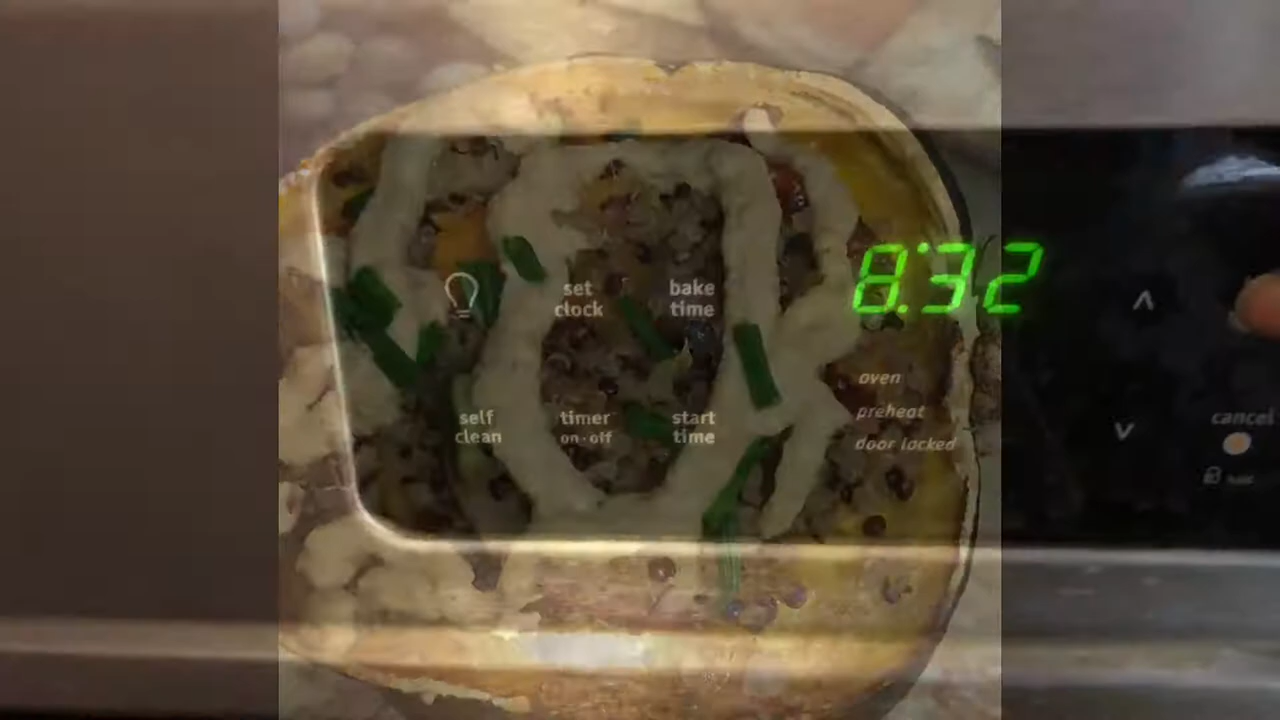 8:32
set
clock
bake
time
oven
preheat
door locked
self
clean
timer
on·off
start
time
cancel